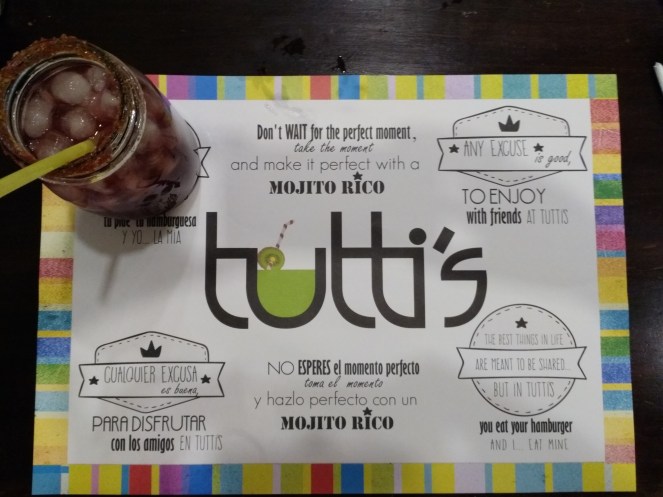 Don't WAIT for the perfect moment,
take the moment
and make it perfect with a
MOJITO RICO
ANY EXCUSE
is good,
TO ENJOY
with friends AT TUTTIS
tu pide tu hamburguesa
Y YO... LA MIA
tutti's
CUALQUIER EXCUSA
es buena,
PARA DISFRUTAR
con los amigos EN TUTTIS
NO ESPERES el momento perfecto
toma el momento
y hazlo perfecto con un
MOJITO RICO
THE BEST THINGS IN LIFE
ARE MEANT TO BE SHARED...
BUT IN TUTTIS
you eat your hamburger
AND I... EAT MINE